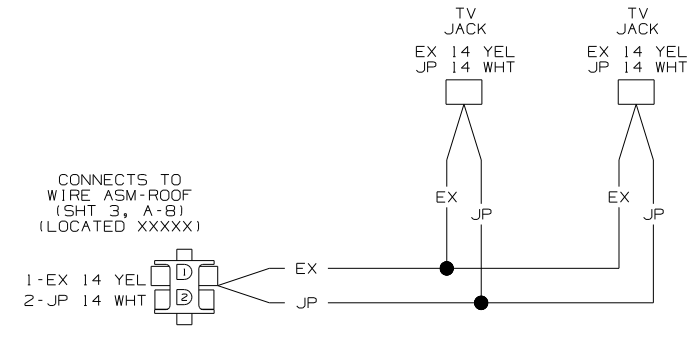 TV
JACK
EX 14 YEL
JP 14 WHT
TV
JACK
EX 14 YEL
JP 14 WHT
EX
JP
EX
JP
CONNECTS TO
WIRE ASM-ROOF
(SHT 3, A-8)
(LOCATED XXXXX)
1-EX 14 YEL
2-JP 14 WHT
1
2
EX
JP